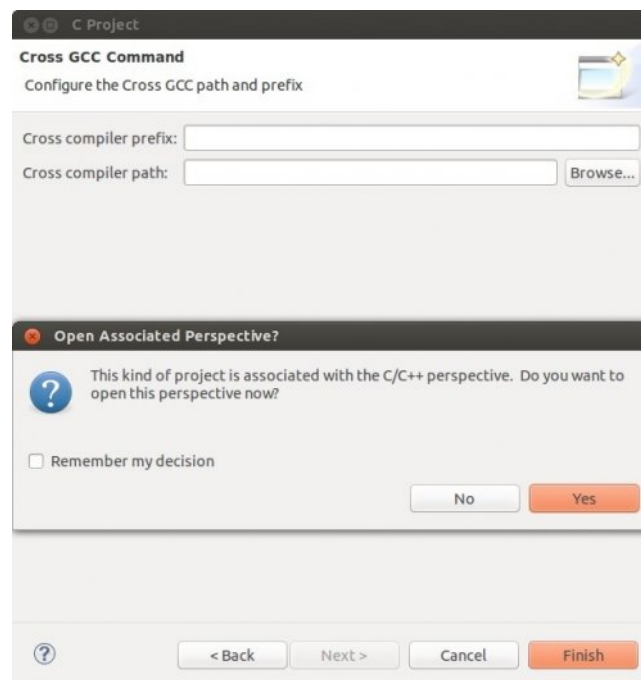 C Project
Cross GCC Command
Configure the Cross GCC path and prefix
Cross compiler prefix:
Cross compiler path:
Browse...
Open Associated Perspective?
This kind of project is associated with the C/C++ perspective. Do you want to
open this perspective now?
Remember my decision
No
Yes
< Back
Next >
Cancel
Finish